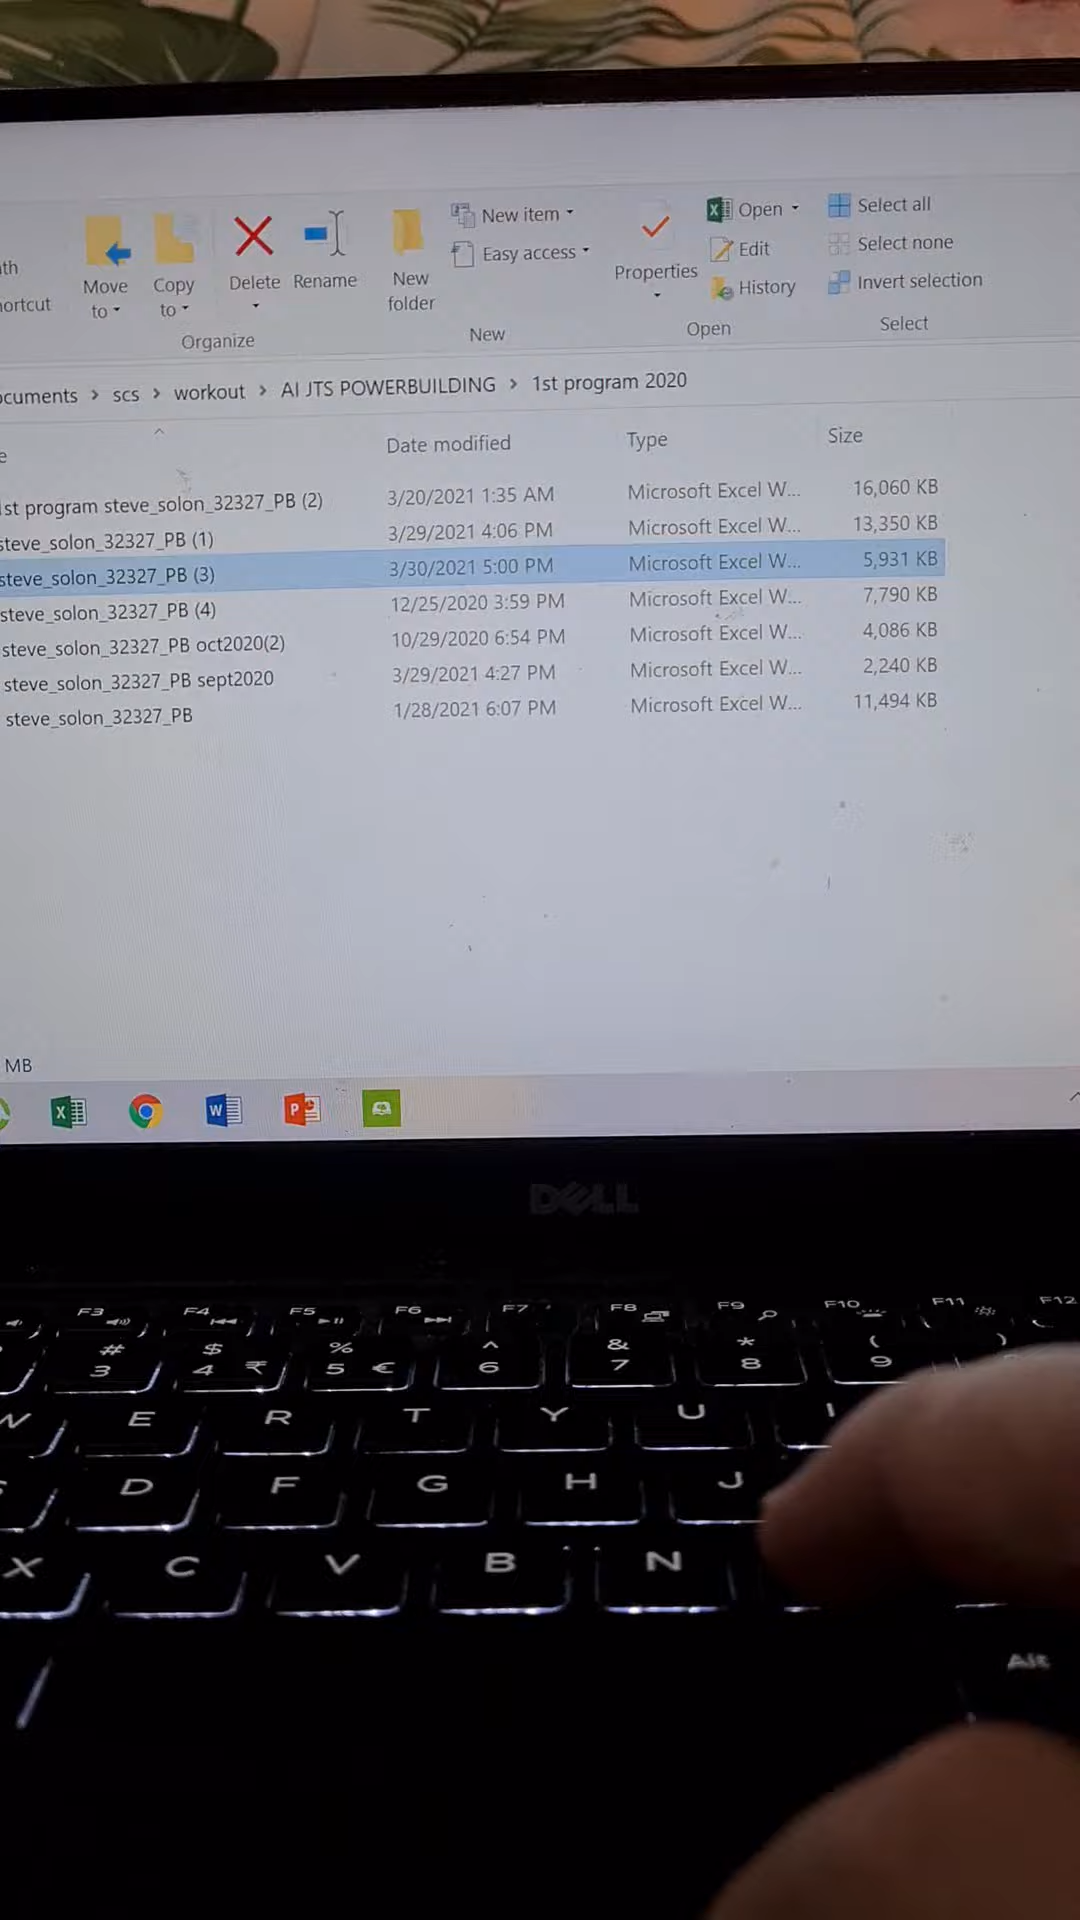 New item
Open
Select all
Easy access
Edit
Select none
Move to
Copy to
Delete
Rename
New folder
Properties
History
Invert selection
Organize
New
Open
Select
scs > workout > AI JTS POWERBUILDING > 1st program 2020
Date modified Type Size
1st program steve_solon_32327_PB (2) 3/20/2021 1:35 AM Microsoft Excel W... 16,060 KB
steve_solon_32327_PB (1) 3/29/2021 4:06 PM Microsoft Excel W... 13,350 KB
steve_solon_32327_PB (3) 3/30/2021 5:00 PM Microsoft Excel W... 5,931 KB
steve_solon_32327_PB (4) 12/25/2020 3:59 PM Microsoft Excel W... 7,790 KB
steve_solon_32327_PB oct2020(2) 10/29/2020 6:54 PM Microsoft Excel W... 4,086 KB
steve_solon_32327_PB sept2020 3/29/2021 4:27 PM Microsoft Excel W... 2,240 KB
steve_solon_32327_PB 1/28/2021 6:07 PM Microsoft Excel W... 11,494 KB
MB
DELL
F3 F4 F5 F6 F7 F8 F9 F10 F11 F12
# $ % ^ & * ( )
3 4 ₹ 5 € 6 7 8 9
W E R T Y U I
D F G H J
X C V B N
Alt